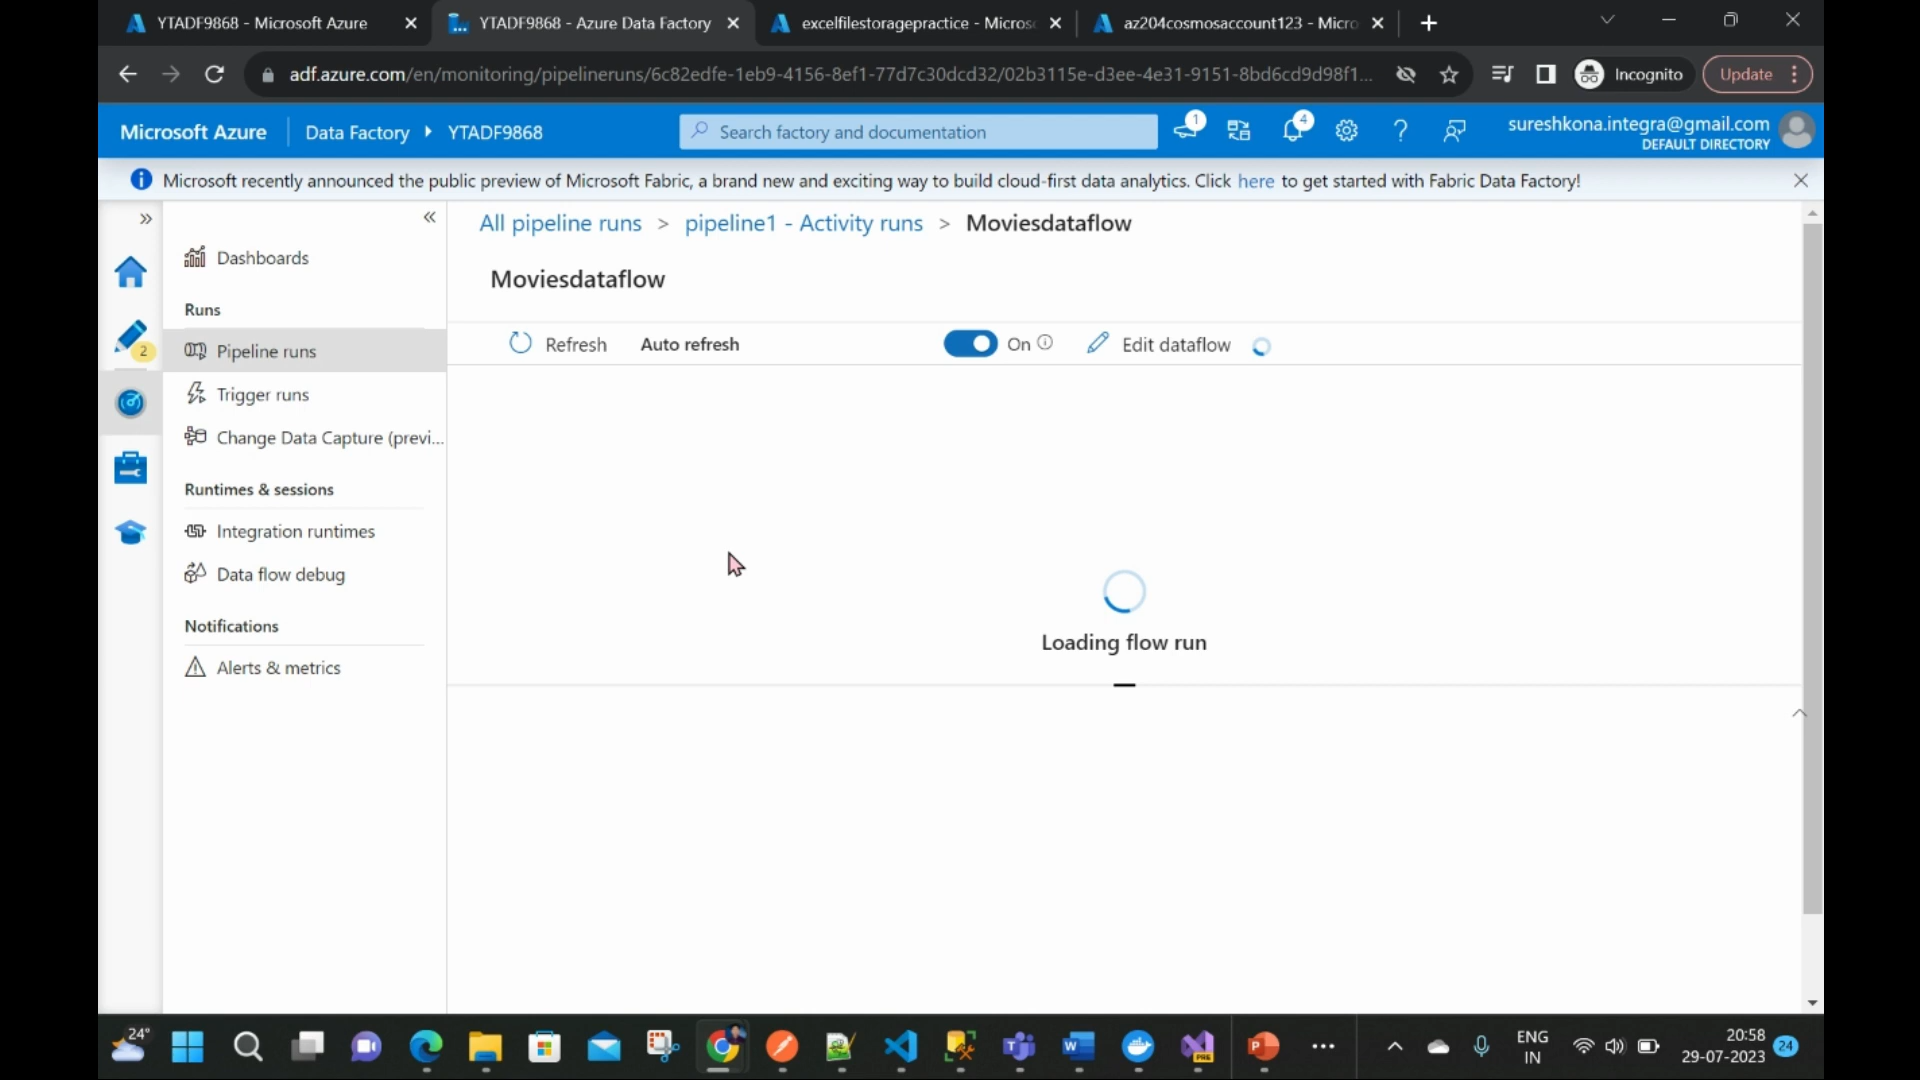 YTADF9868 - Microsoft Azure
YTADF9868 - Azure Data Factory
excelfilestoragepractice - Micros
az204cosmosaccount123 - Micro
adf.azure.com/en/monitoring/pipelineruns/6c82edfe-1eb9-4156-8ef1-77d7c30dcd32/02b3115e-d3ee-4e31-9151-8bd6cd9d98f1...
Incognito
Update
Microsoft Azure
Data Factory
YTADF9868
Search factory and documentation
1
4
sureshkona.integra@gmail.com
DEFAULT DIRECTORY
Microsoft recently announced the public preview of Microsoft Fabric, a brand new and exciting way to build cloud-first data analytics. Click here to get started with Fabric Data Factory!
All pipeline runs > pipeline1 - Activity runs > Moviesdataflow
Dashboards
Moviesdataflow
Runs
2
Pipeline runs
Refresh
Auto refresh
On
Edit dataflow
Trigger runs
Change Data Capture (previ...
Runtimes & sessions
Integration runtimes
Data flow debug
Notifications
Loading flow run
Alerts & metrics
24°
ENG
IN
20:58
29-07-2023
24